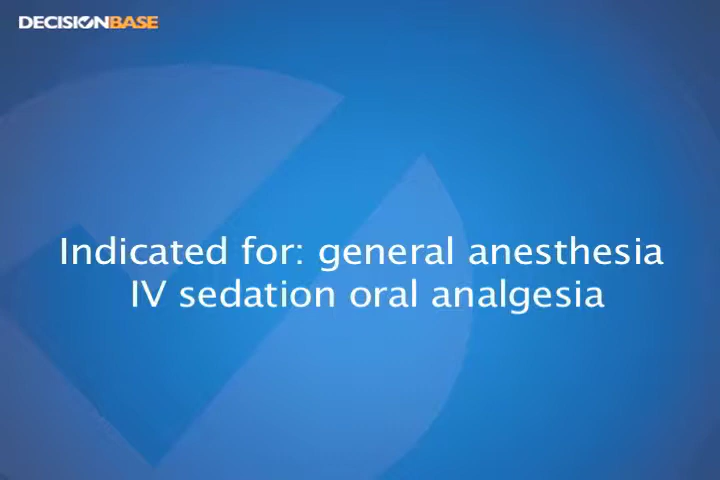 DECISIONBASE
Indicated for: general anesthesia
IV sedation oral analgesia